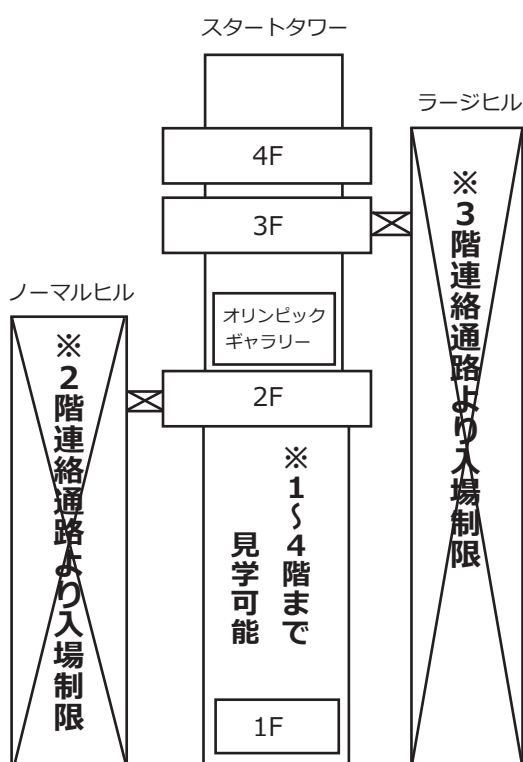 スタートタワー
ラージヒル
4F
3F
※3階連絡通路より入場制限
ノーマルヒル
オリンピック
ギャラリー
※2階連絡通路より入場制限
2F
※1～4階まで
見学可能
1F